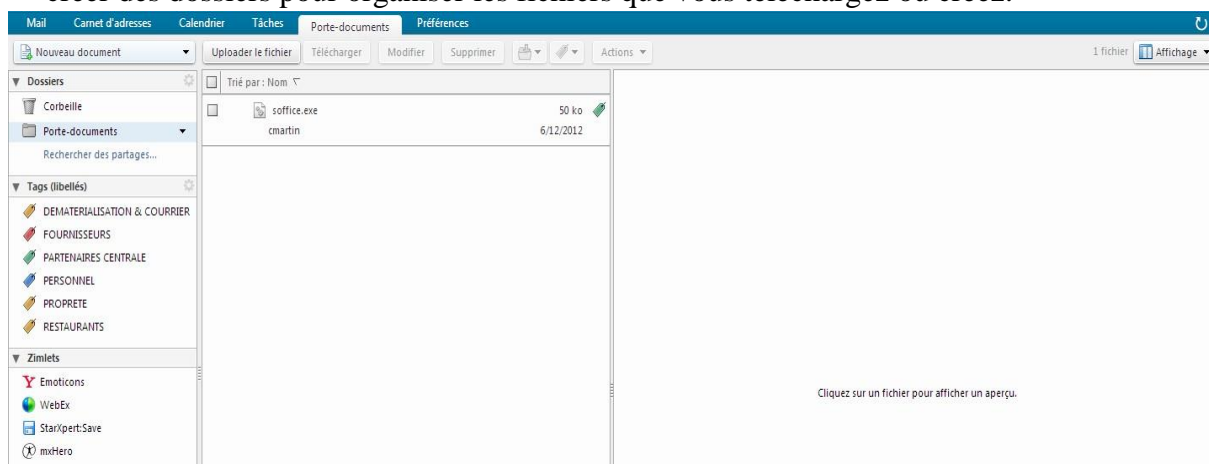 créer des dossiers pour organiser les fichiers que vous téléchargez ou créez.
Mail Carnet d'adresses Calendrier Tâches Porte-documents Préférences
Nouveau document Uploader le fichier Télécharger Modifier Supprimer Actions 1 fichier Affichage
Dossiers
Trié par : Nom
Corbeille
soffice.exe 50 ko
Porte-documents
cmartin 6/12/2012
Rechercher des partages...
Tags (libellés)
DEMATERIALISATION & COURRIER
FOURNISSEURS
PARTENAIRES CENTRALE
PERSONNEL
PROPRETE
RESTAURANTS
Zimlets
Emoticons
WebEx
StarXpert:Save
mxHero
Cliquez sur un fichier pour afficher un aperçu.